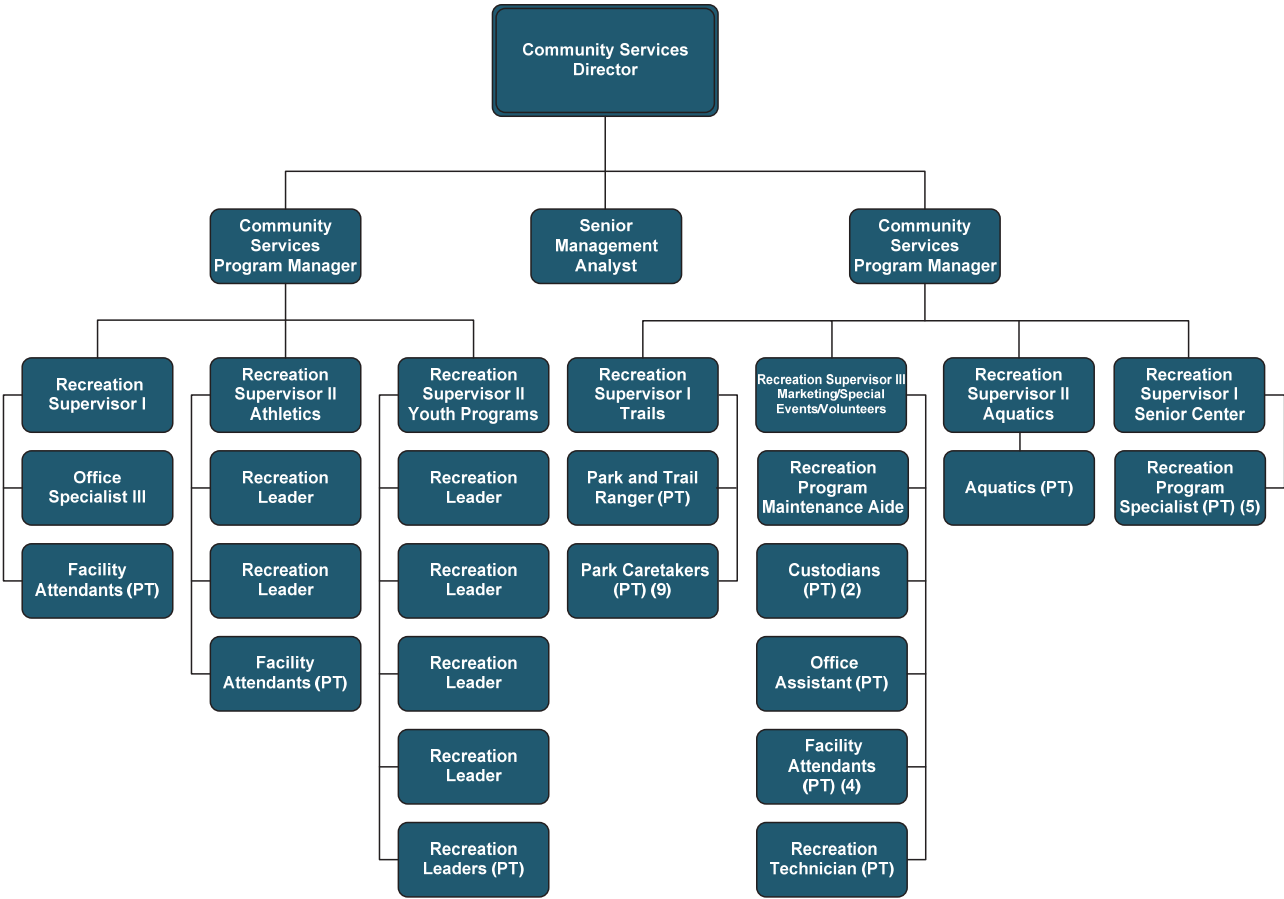 Community Services
Director
Community
Services
Program Manager
Senior
Management
Analyst
Community
Services
Program Manager
Recreation
Supervisor I
Office
Specialist III
Facility
Attendants (PT)
Recreation
Supervisor II
Athletics
Recreation
Leader
Recreation
Leader
Facility
Attendants (PT)
Recreation
Supervisor II
Youth Programs
Recreation
Leader
Recreation
Leader
Recreation
Leader
Recreation
Leader
Recreation
Leaders (PT)
Recreation
Supervisor I
Trails
Park and Trail
Ranger (PT)
Park Caretakers
(PT) (9)
Recreation Supervisor III
Marketing/Special
Events/Volunteers
Recreation
Program
Maintenance Aide
Custodians
(PT) (2)
Office
Assistant (PT)
Facility
Attendants
(PT) (4)
Recreation
Technician (PT)
Recreation
Supervisor II
Aquatics
Aquatics (PT)
Recreation
Supervisor I
Senior Center
Recreation
Program
Specialist (PT) (5)